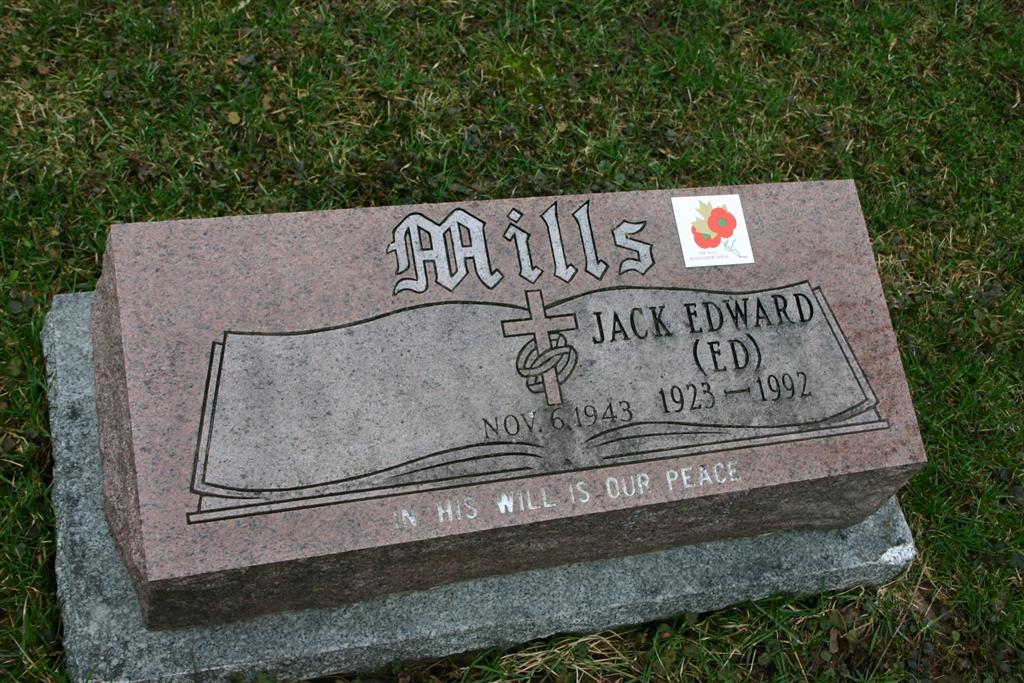 Mills
JACK EDWARD
(ED)
1923 — 1992
NOV. 6, 1943
IN HIS WILL IS OUR PEACE